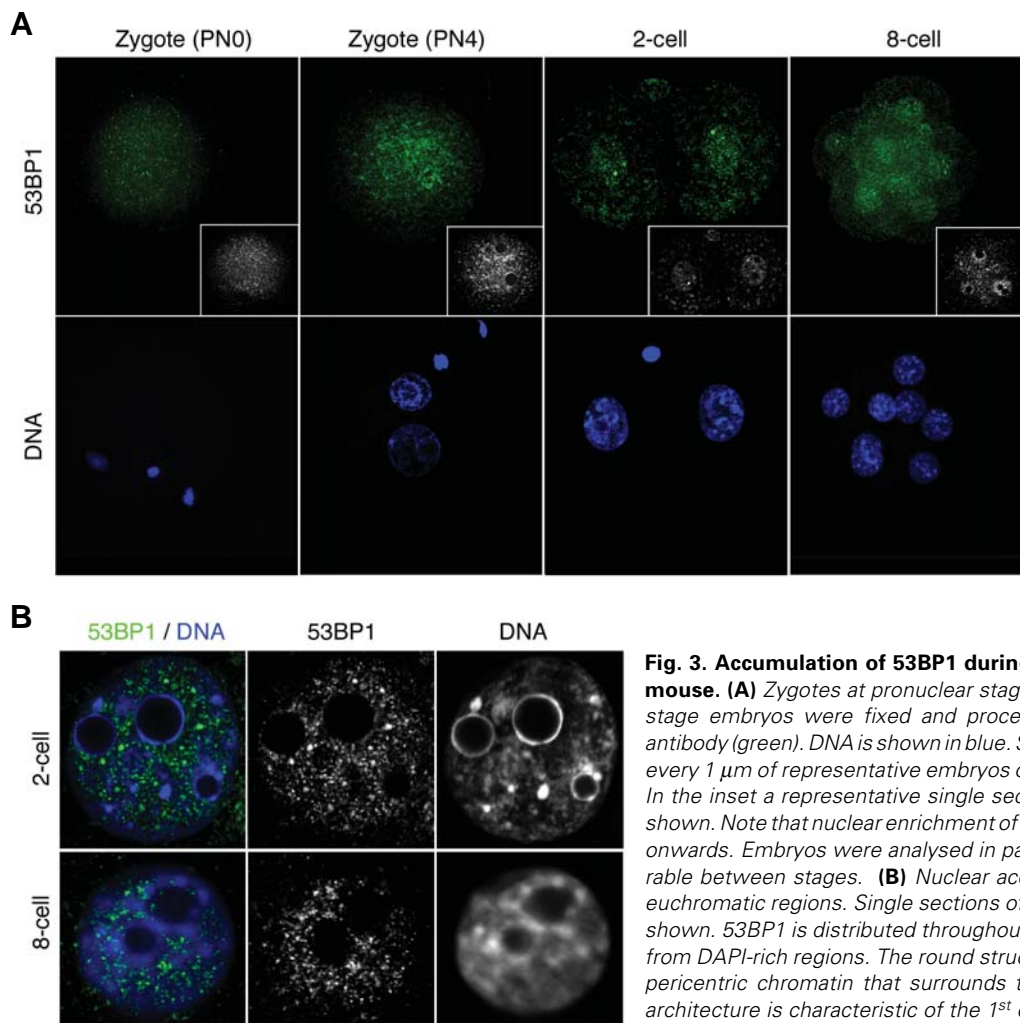 A
Zygote (PN0) Zygote (PN4) 2-cell 8-cell
53BP1
DNA
B
53BP1 / DNA 53BP1 DNA
2-cell
8-cell
Fig. 3. Accumulation of 53BP1 during
mouse. (A) Zygotes at pronuclear stag
stage embryos were fixed and proce
antibody (green). DNA is shown in blue. S
every 1 μm of representative embryos o
In the inset a representative single sec
shown. Note that nuclear enrichment of
onwards. Embryos were analysed in pa
rable between stages. (B) Nuclear acc
euchromatic regions. Single sections of
shown. 53BP1 is distributed throughout
from DAPI-rich regions. The round struc
pericentric chromatin that surrounds t
architecture is characteristic of the 1st